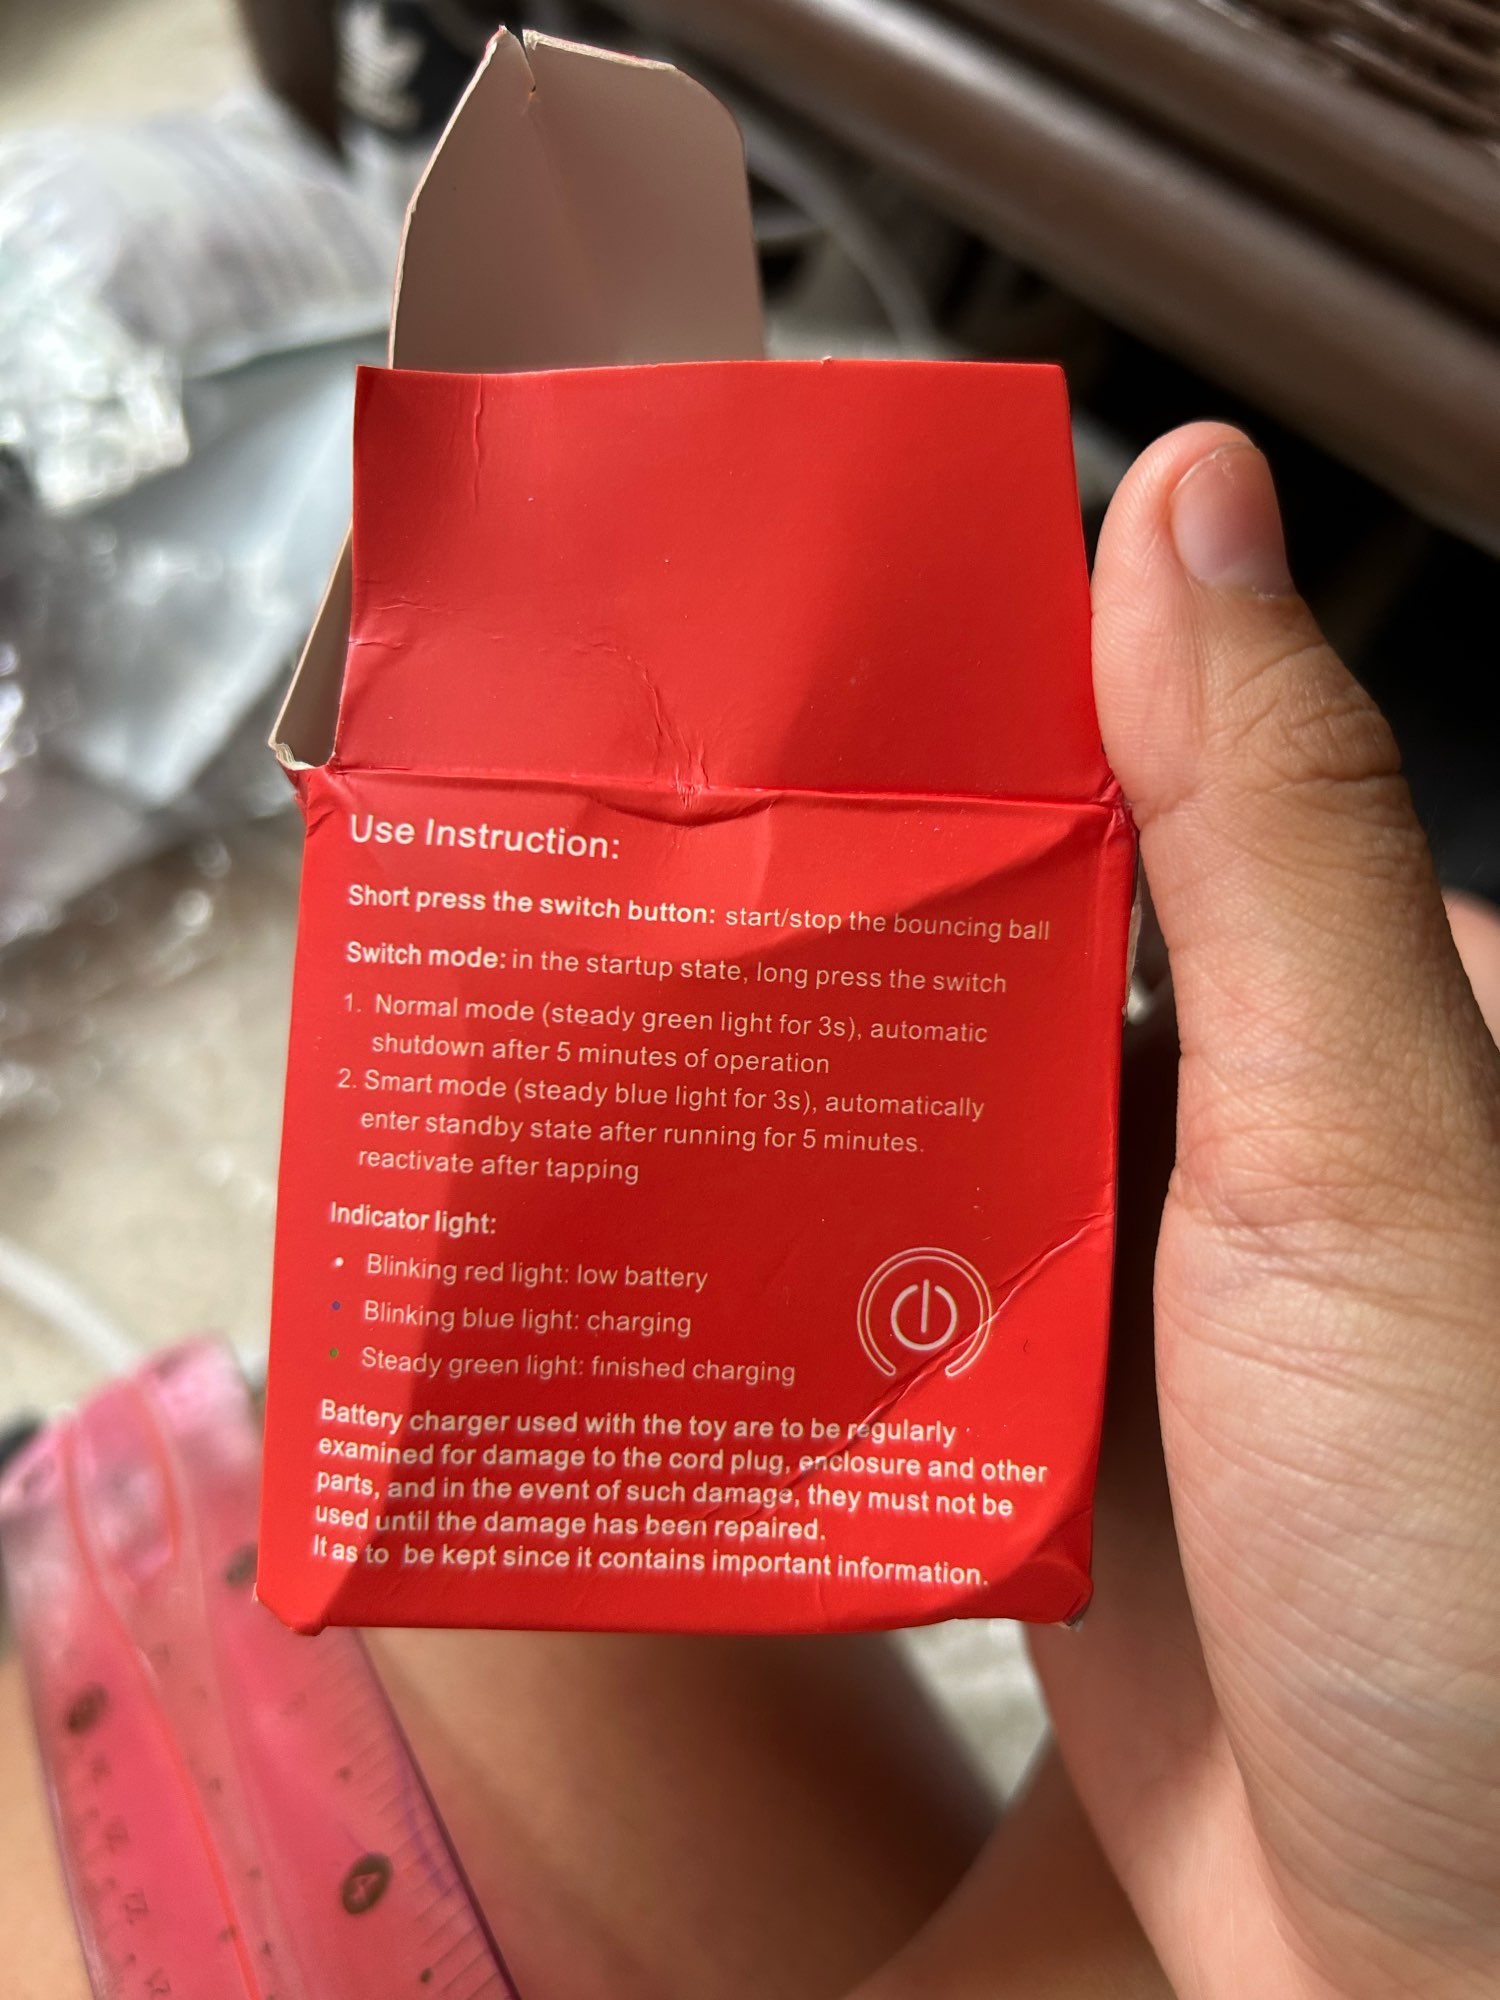 Use Instruction:
Short press the switch button: start/stop the bouncing ball
Switch mode: in the startup state, long press the switch
1. Normal mode (steady green light for 3s), automatic
shutdown after 5 minutes of operation
2. Smart mode (steady blue light for 3s), automatically
enter standby state after running for 5 minutes.
reactivate after tapping
Indicator light:
• Blinking red light: low battery
• Blinking blue light: charging
• Steady green light: finished charging
Battery charger used with the toy are to be regularly
examined for damage to the cord plug, enclosure and other
parts, and in the event of such damage, they must not be
used until the damage has been repaired.
It as to be kept since it contains important information.